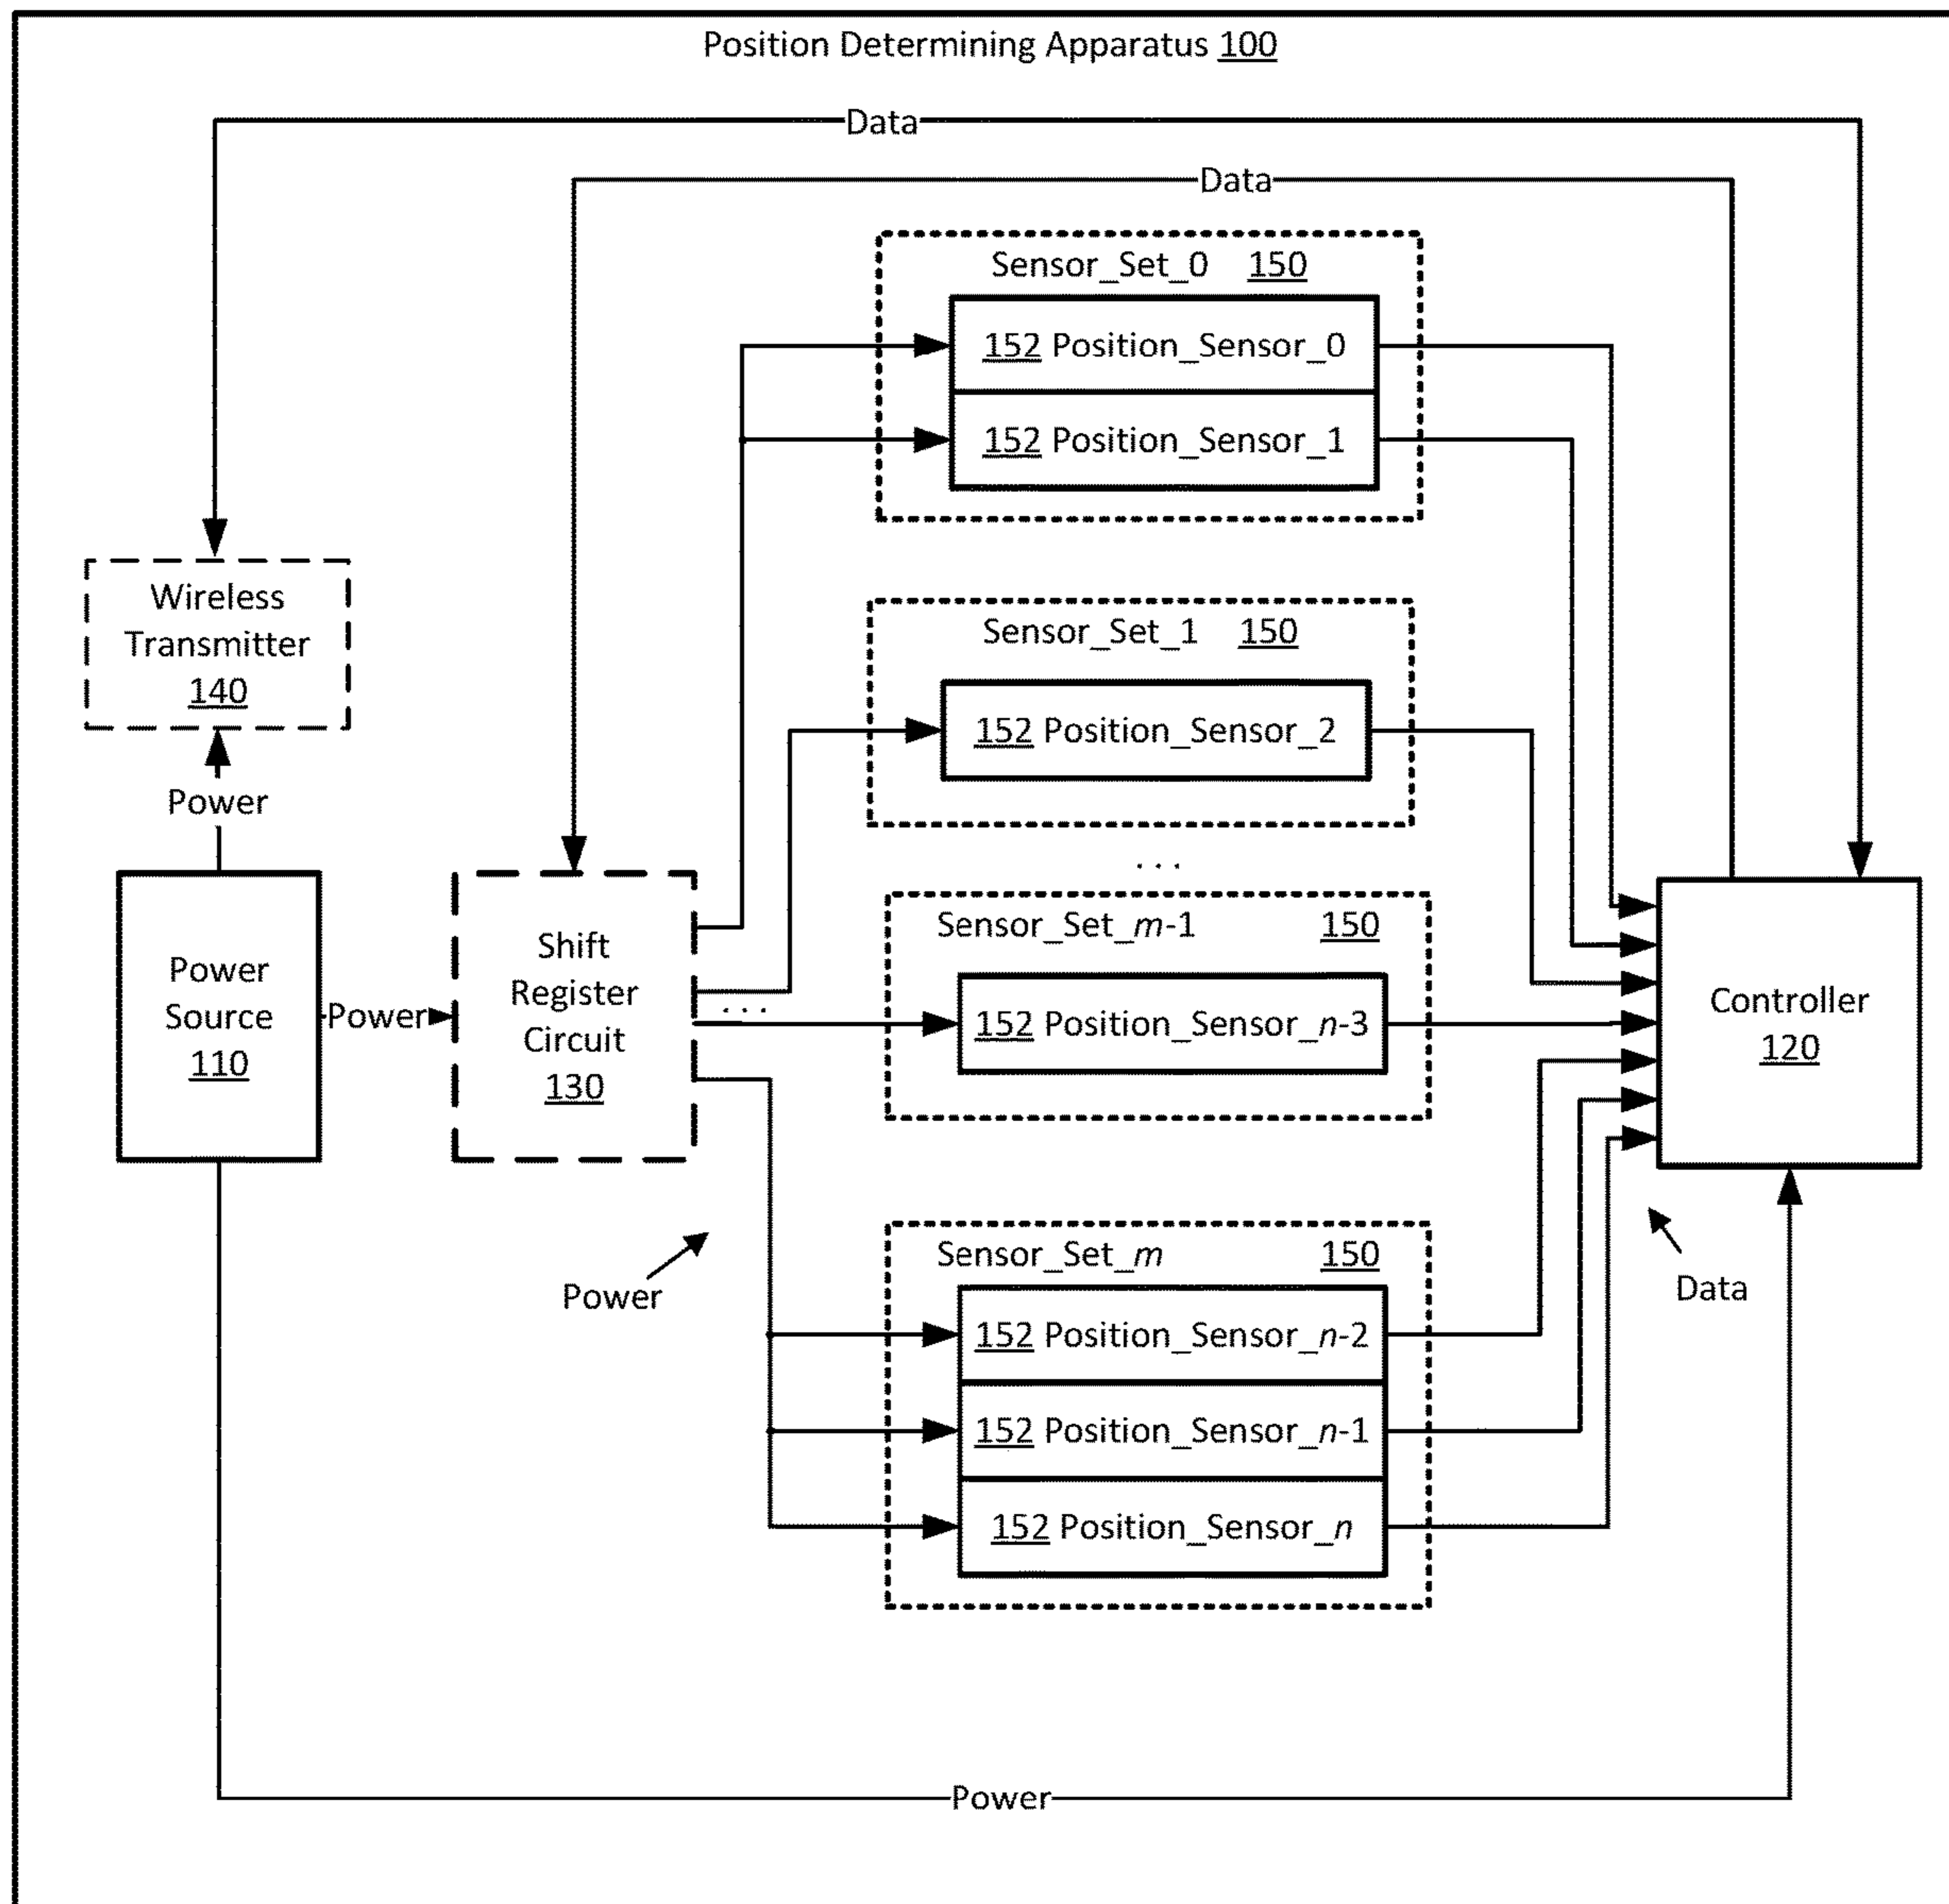 Position Determining Apparatus 100
Data
Data
Sensor_Set_0 150
152 Position_Sensor_0
152 Position_Sensor_1
Wireless
Transmitter
140
Sensor_Set_1 150
152 Position_Sensor_2
Power
. . .
Power
Source
110
Power
Shift
Register
Circuit
130
. . .
Sensor_Set_m-1 150
152 Position_Sensor_n-3
Controller
120
Power
Sensor_Set_m 150
152 Position_Sensor_n-2
152 Position_Sensor_n-1
152 Position_Sensor_n
Data
Power